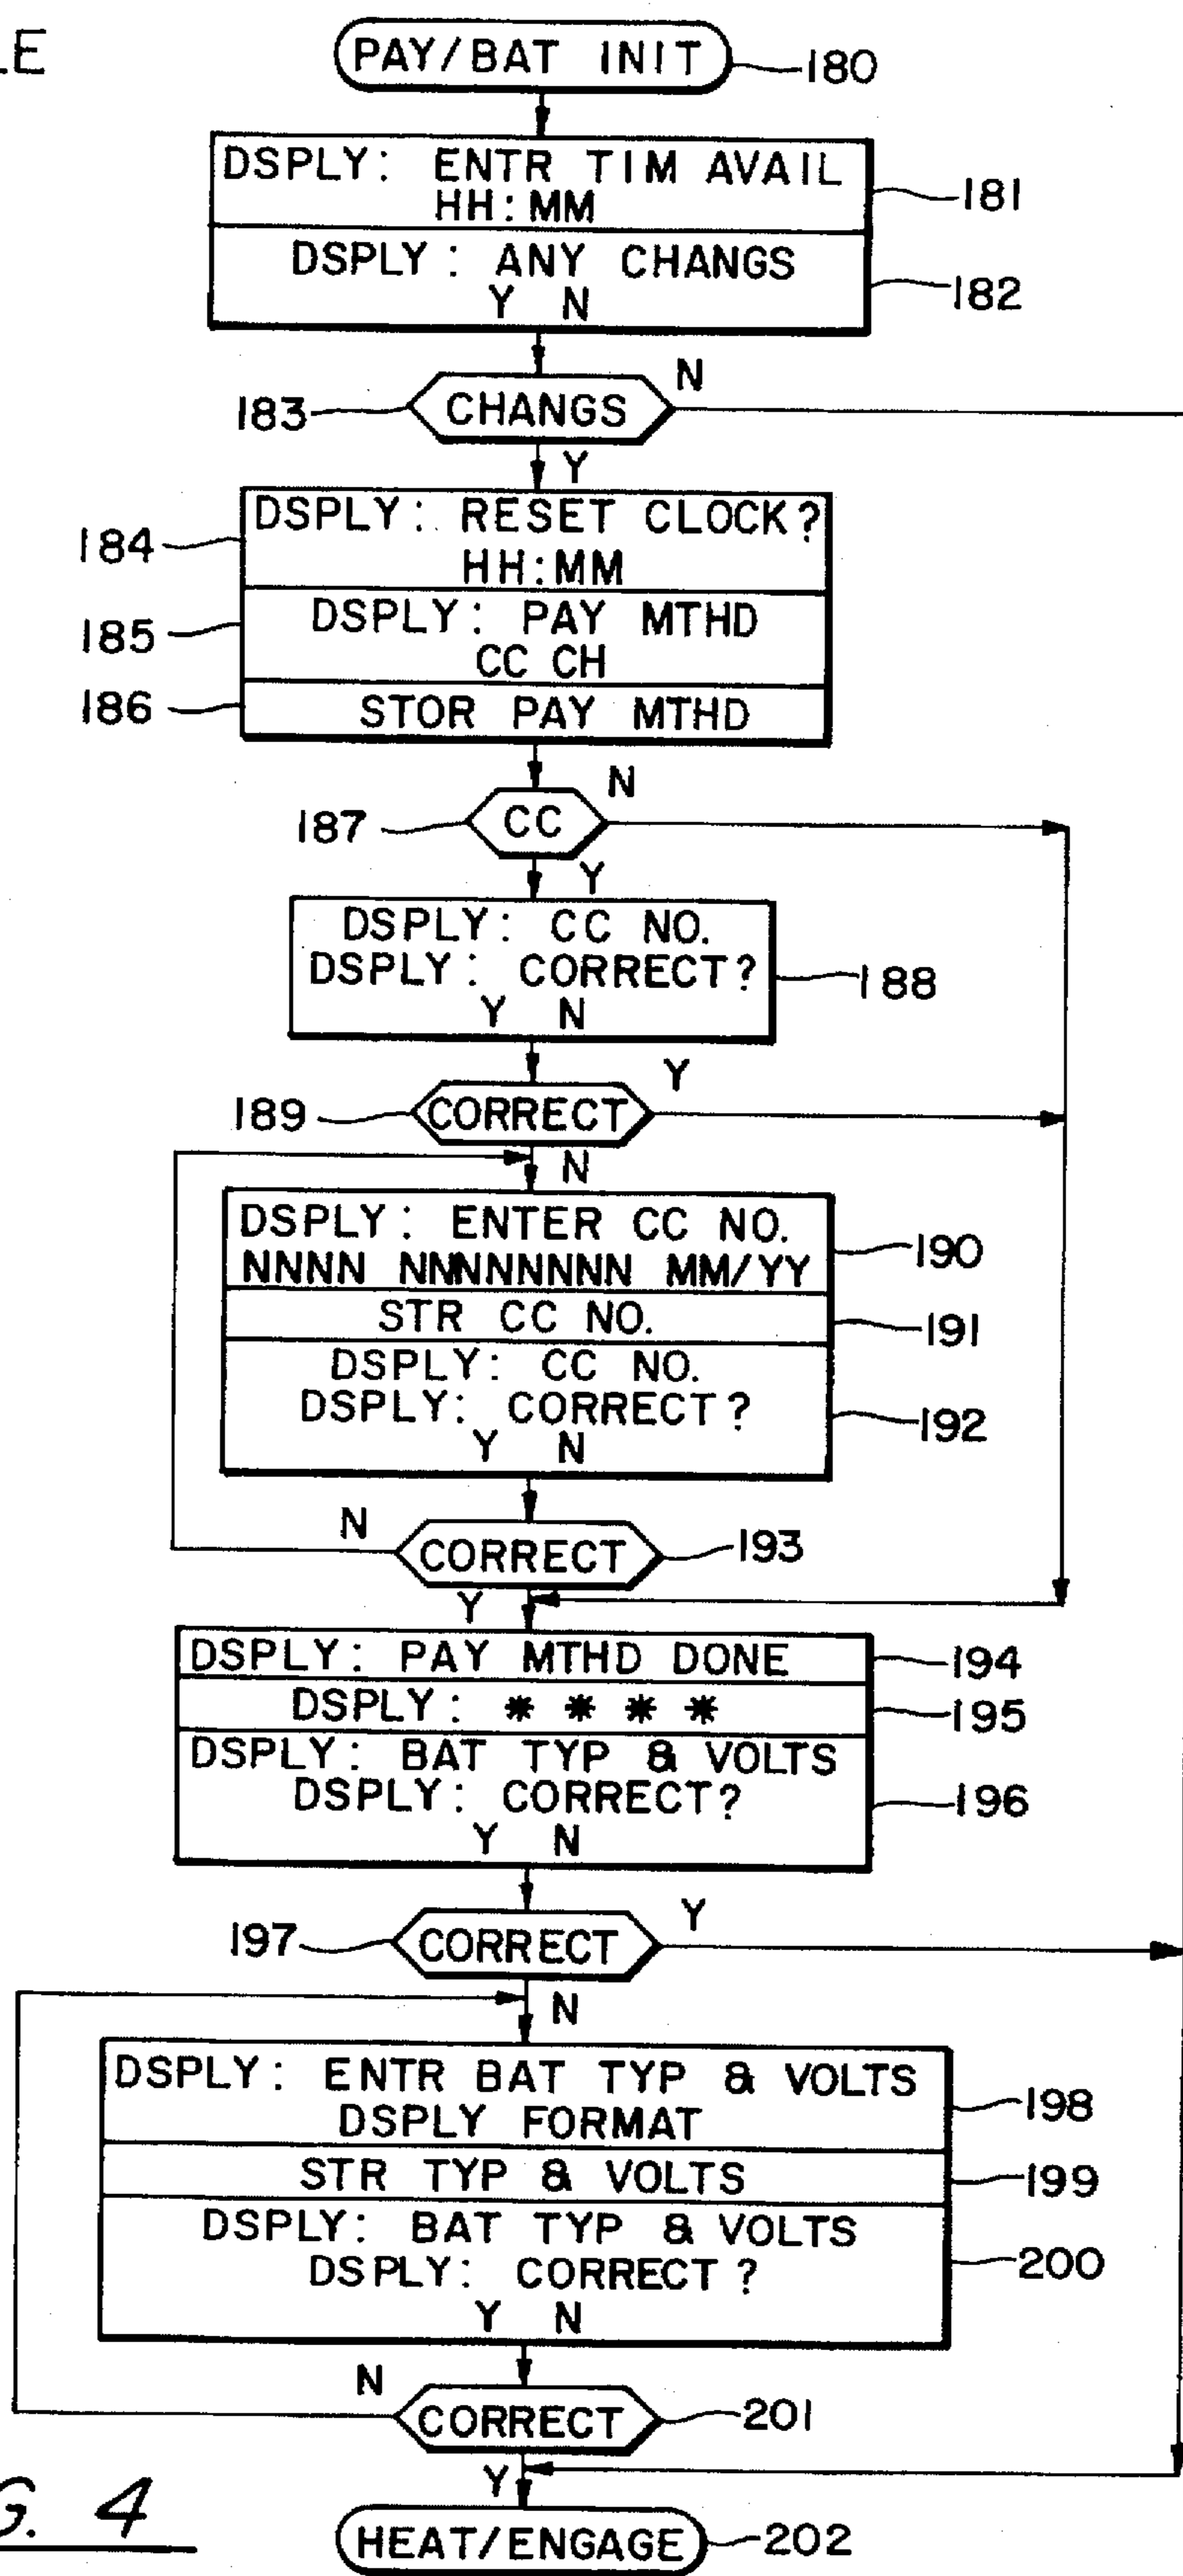 LE
PAY/BAT INIT 180
DSPLY: ENTR TIM AVAIL
HH:MM 181
DSPLY: ANY CHANGS
Y N 182
183 CHANGS N
Y
DSPLY: RESET CLOCK?
HH:MM
184
DSPLY: PAY MTHD
CC CH
185
186 STOR PAY MTHD
187 CC N
Y
DSPLY: CC NO.
DSPLY: CORRECT? 188
Y N
189 CORRECT Y
N
DSPLY: ENTER CC NO.
NNNN NNNNNNNN MM/YY 190
STR CC NO. 191
DSPLY: CC NO.
DSPLY: CORRECT? 192
Y N
N CORRECT 193
Y
DSPLY: PAY MTHD DONE 194
DSPLY: * * * * 195
DSPLY: BAT TYP & VOLTS
DSPLY: CORRECT? 196
Y N
197 CORRECT Y
N
DSPLY: ENTR BAT TYP & VOLTS
DSPLY FORMAT 198
STR TYP & VOLTS 199
DSPLY: BAT TYP & VOLTS
DSPLY: CORRECT? 200
Y N
N CORRECT 201
Y
HEAT/ENGAGE 202
G. 4